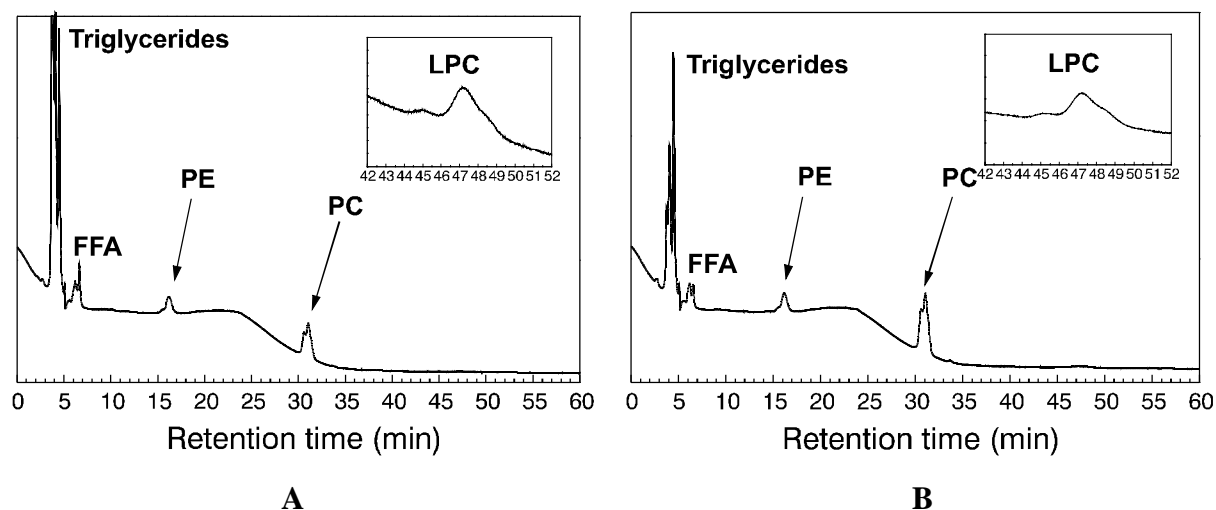 Triglycerides
LPC
42 43 44 45 46 47 48 49 50 51 52
PE
PC
FFA
0 5 10 15 20 25 30 35 40 45 50 55 60
Retention time (min)
A
Triglycerides
LPC
42 43 44 45 46 47 48 49 50 51 52
PE
PC
FFA
0 5 10 15 20 25 30 35 40 45 50 55 60
Retention time (min)
B